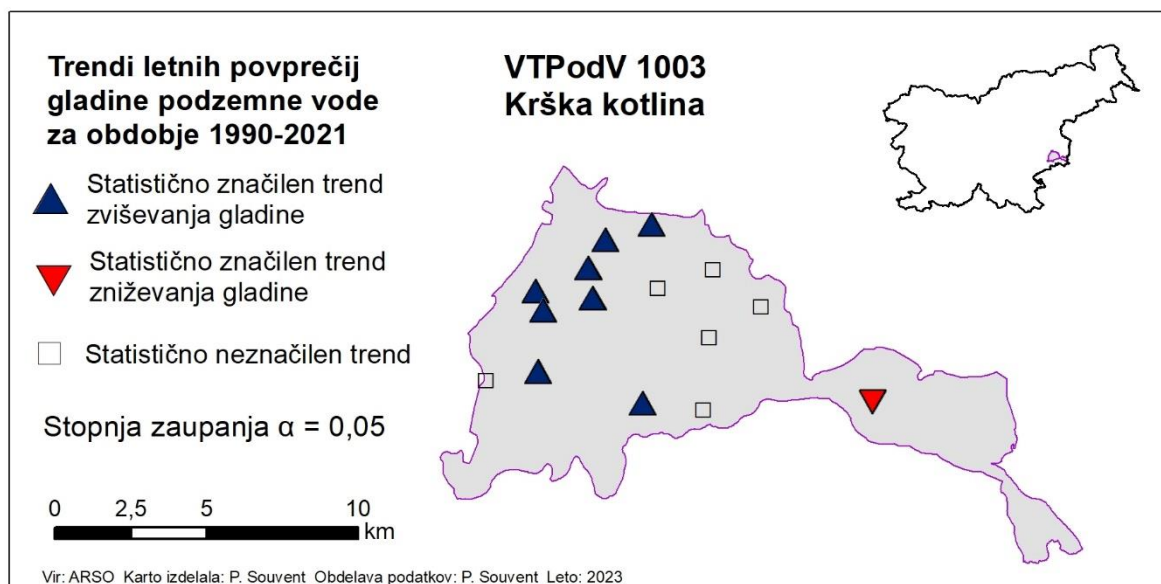 Trendi letnih povprečij
gladine podzemne vode
za obdobje 1990-2021
Statistično značilen trend
zviševanja gladine
Statistično značilen trend
zniževanja gladine
Statistično neznačilen trend
Stopnja zaupanja α = 0,05
0 2,5 5 10
km
VTPodV 1003
Krška kotlina
Vir: ARSO Karto izdelala: P. Souvent Obdelava podatkov: P. Souvent Leto: 2023